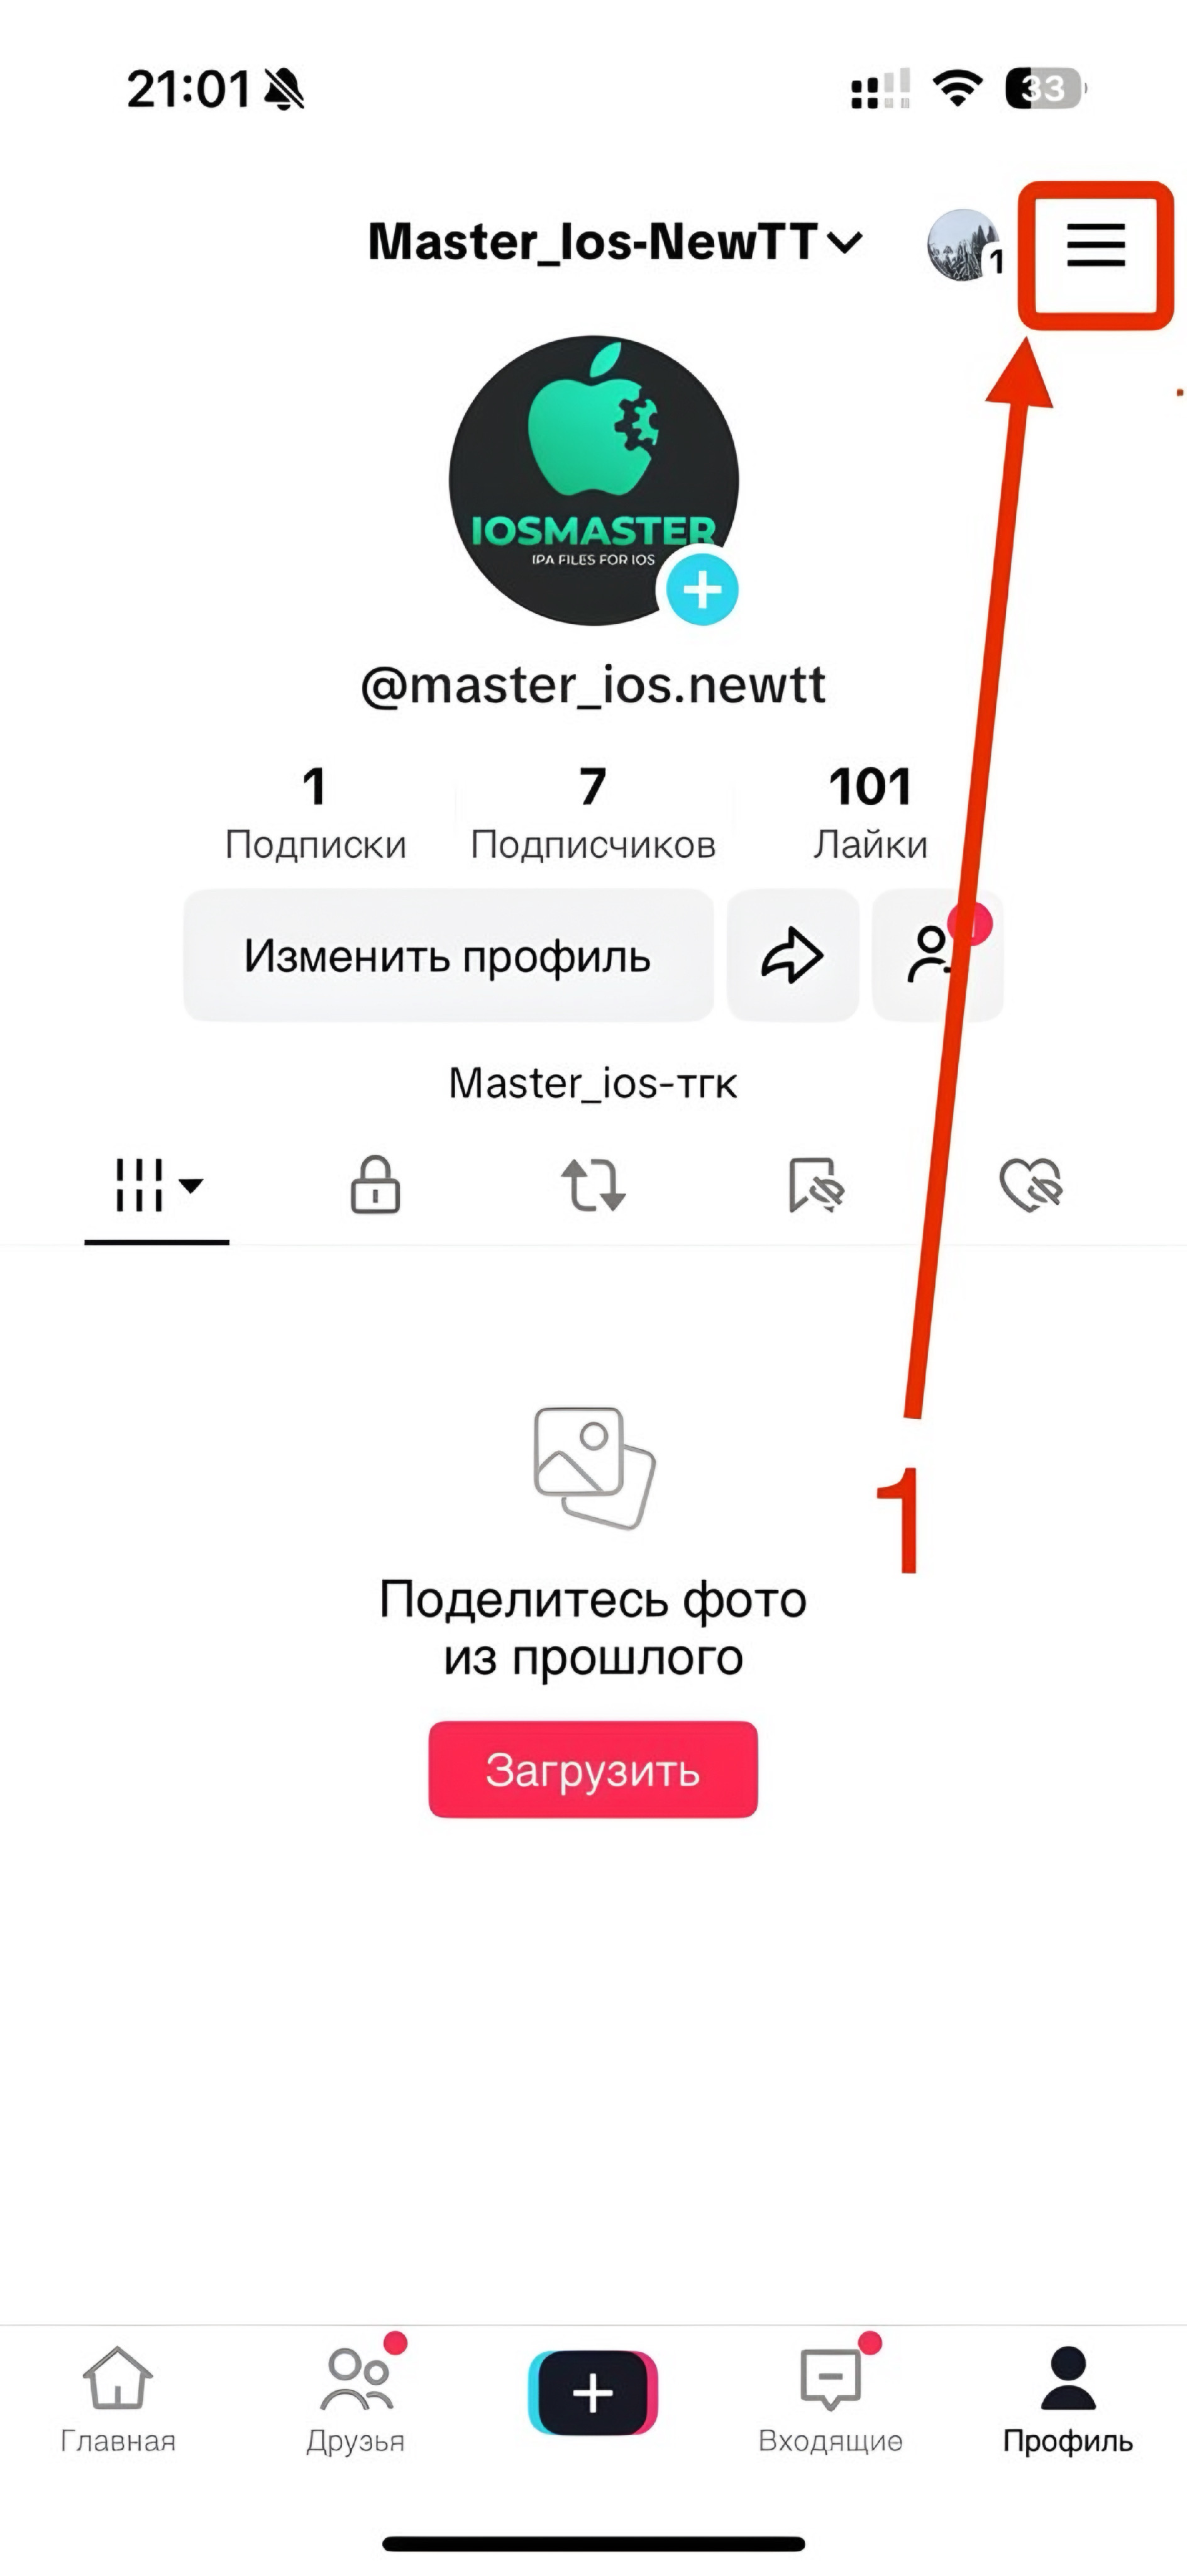 21:01
33
Master_Ios-NewTT
1
IOSMASTER
IPA FILES FOR IOS
@master_ios.newtt
1 7 101
Подписки Подписчиков Лайки
Изменить профиль
Master_ios-тгк
1
Поделитесь фото
из прошлого
Загрузить
Главная Друзья Входящие Профиль